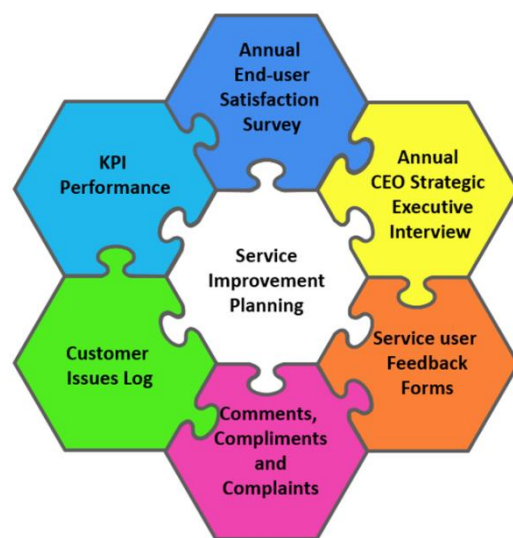 Annual
End-user
Satisfaction
Survey
KPI
Performance
Annual
CEO Strategic
Executive
Interview
Service
Improvement
Planning
Customer
Issues Log
Service user
Feedback
Forms
Comments,
Compliments
and
Complaints